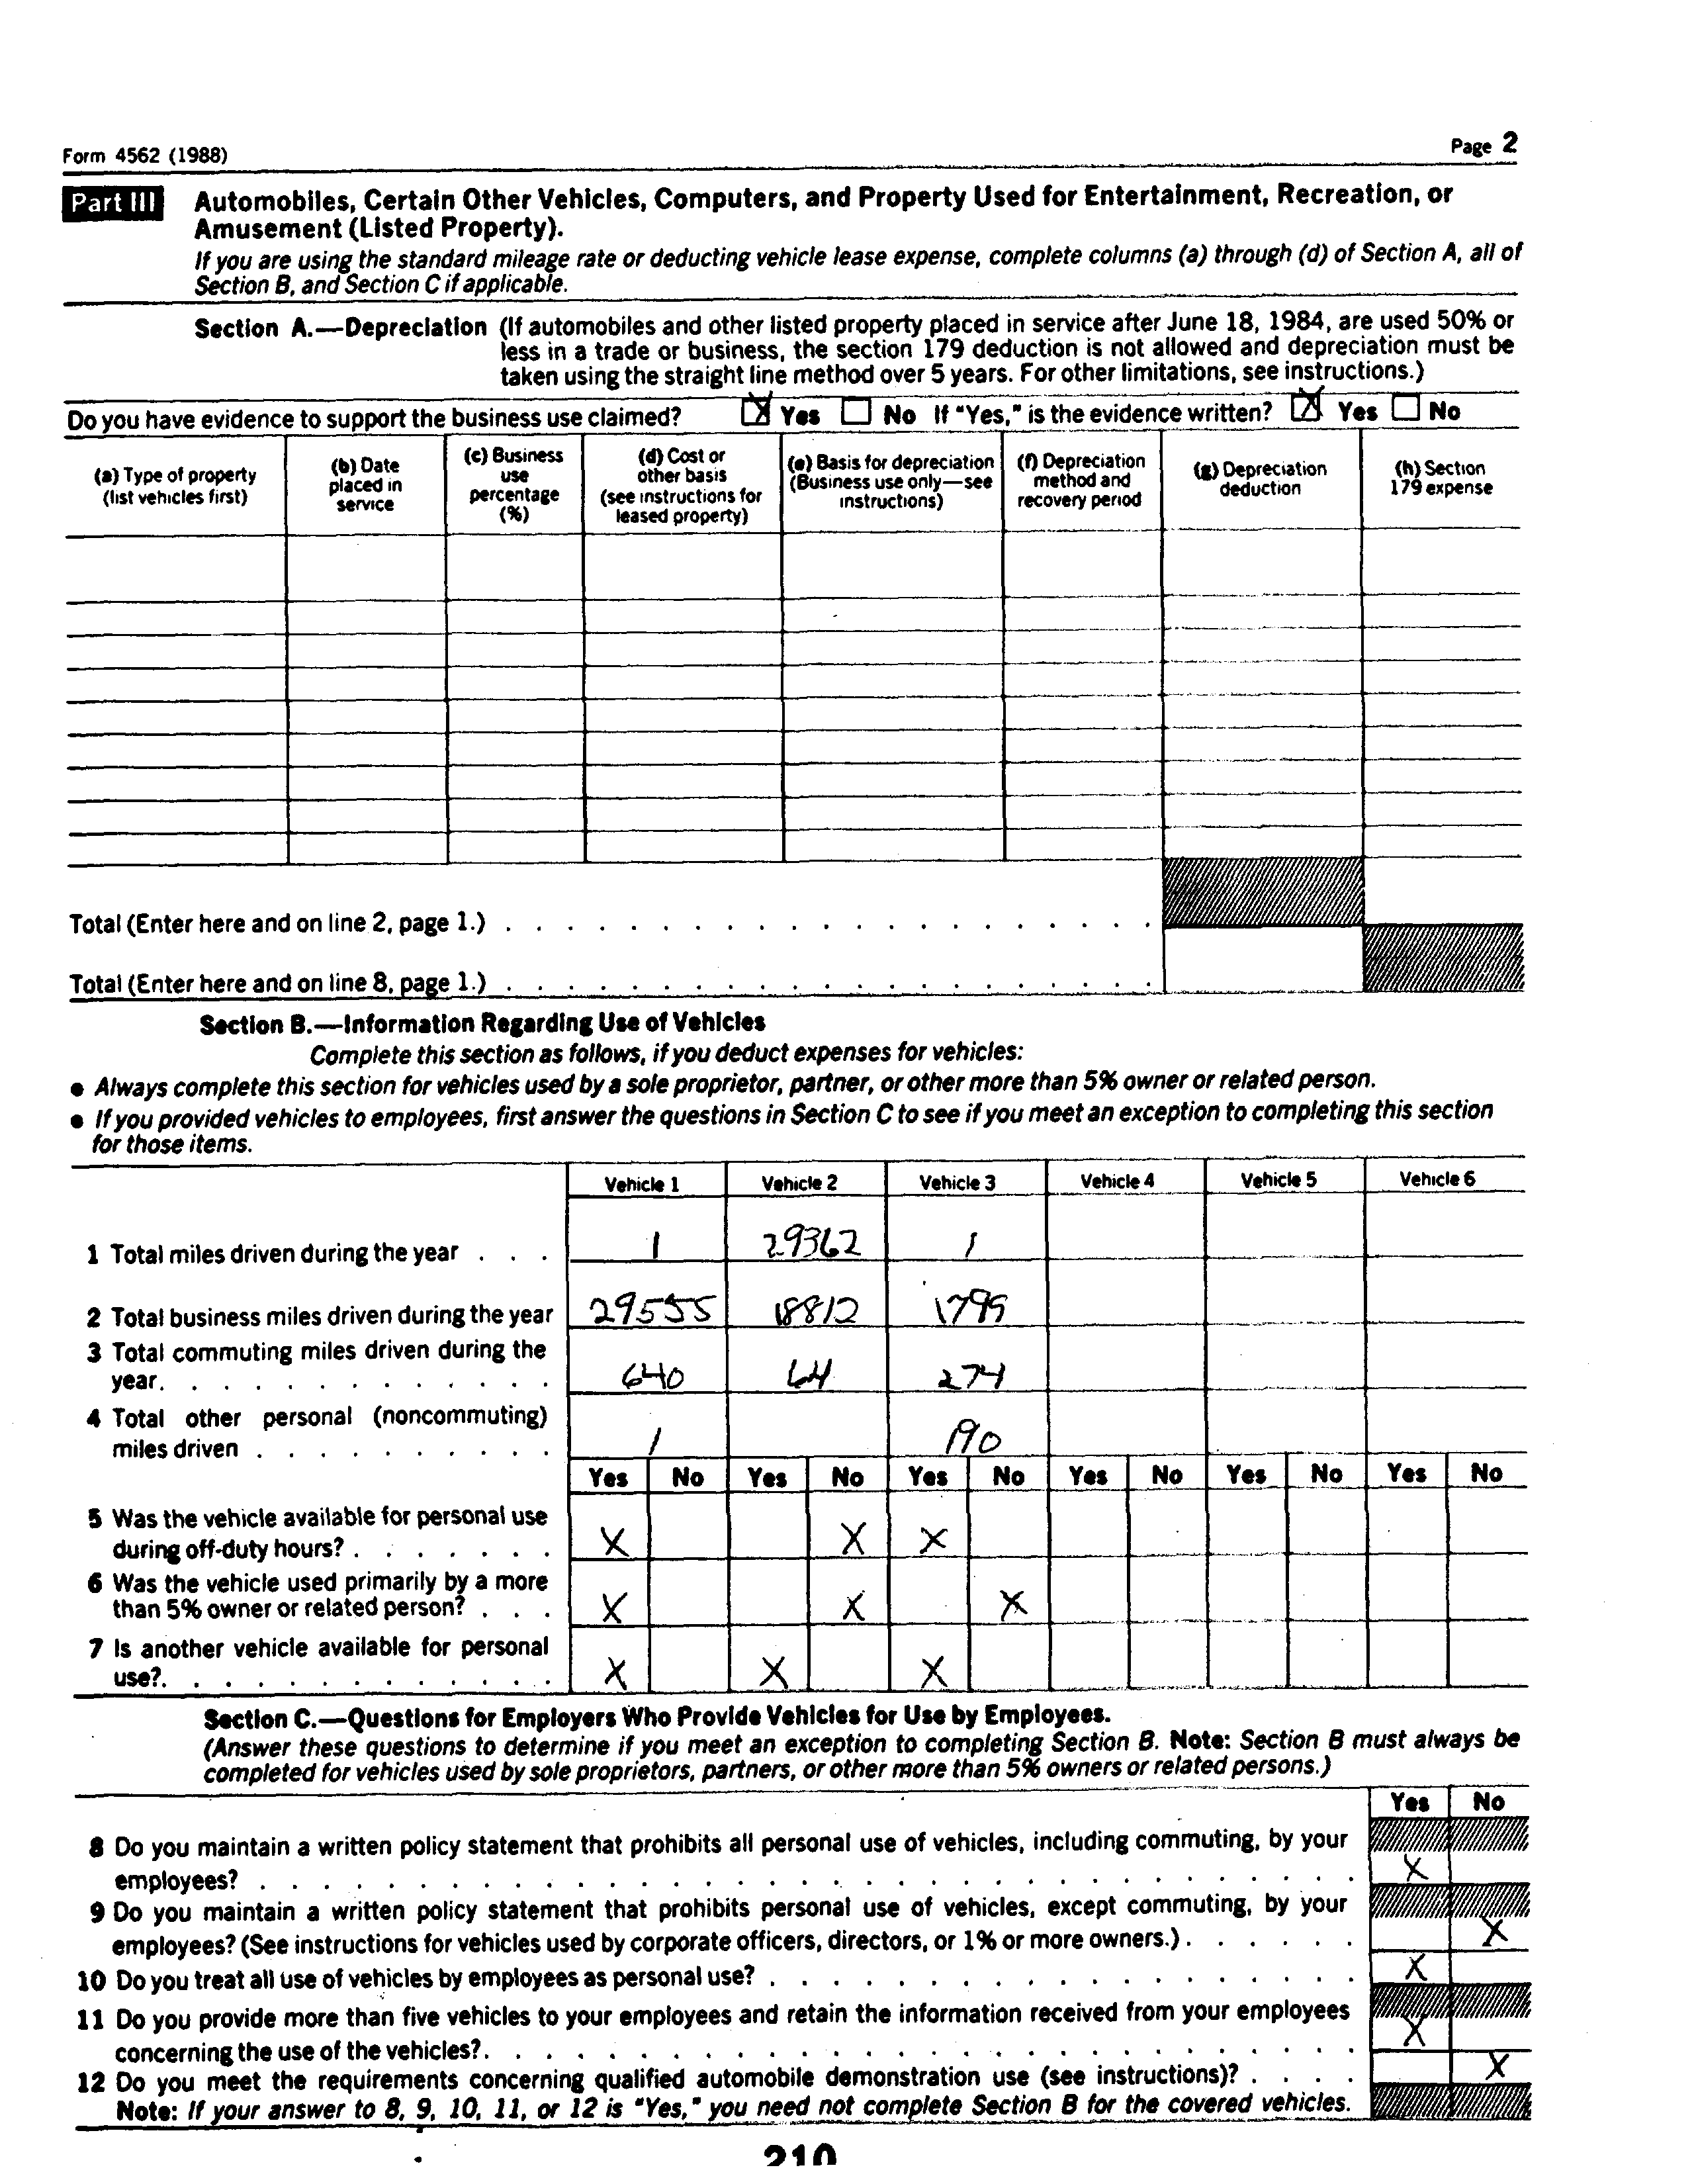 Form 4562 (1988)
Page 2
Part III
Automobiles, Certain Other Vehicles, Computers, and Property Used for Entertainment, Recreation, or
Amusement (Listed Property).
If you are using the standard mileage rate or deducting vehicle lease expense, complete columns (a) through (d) of Section A, all of
Section B, and Section C if applicable.
Section A.—Depreciation (If automobiles and other listed property placed in service after June 18, 1984, are used 50% or
less in a trade or business, the section 179 deduction is not allowed and depreciation must be
taken using the straight line method over 5 years. For other limitations, see instructions.)
Do you have evidence to support the business use claimed? X Yes No If "Yes," is the evidence written? X Yes No
(a) Type of property
(list vehicles first)
(b) Date
placed in
service
(c) Business
use
percentage
(%)
(d) Cost or
other basis
(see instructions for
leased property)
(e) Basis for depreciation
(Business use only—see
instructions)
(f) Depreciation
method and
recovery period
(g) Depreciation
deduction
(h) Section
179 expense
Total (Enter here and on line 2, page 1.)
Total (Enter here and on line 8, page 1.)
Section B.—Information Regarding Use of Vehicles
Complete this section as follows, if you deduct expenses for vehicles:
● Always complete this section for vehicles used by a sole proprietor, partner, or other more than 5% owner or related person.
● If you provided vehicles to employees, first answer the questions in Section C to see if you meet an exception to completing this section
for those items.
Vehicle 1 Vehicle 2 Vehicle 3 Vehicle 4 Vehicle 5 Vehicle 6
1 Total miles driven during the year . . . 1 29362 1
2 Total business miles driven during the year 29555 18812 1799
3 Total commuting miles driven during the
year. . . . . . . . . . . . . 640 64 274
4 Total other personal (noncommuting)
miles driven . . . . . . . . . . 1 190
Yes No Yes No Yes No Yes No Yes No Yes No
5 Was the vehicle available for personal use
during off-duty hours? . . . . . . . X X X
6 Was the vehicle used primarily by a more
than 5% owner or related person? . . . X X X
7 Is another vehicle available for personal
use?. . . . . . . . . . . . . X X X
Section C.—Questions for Employers Who Provide Vehicles for Use by Employees.
(Answer these questions to determine if you meet an exception to completing Section B. Note: Section B must always be
completed for vehicles used by sole proprietors, partners, or other more than 5% owners or related persons.)
Yes No
8 Do you maintain a written policy statement that prohibits all personal use of vehicles, including commuting, by your
employees? X
9 Do you maintain a written policy statement that prohibits personal use of vehicles, except commuting, by your
employees? (See instructions for vehicles used by corporate officers, directors, or 1% or more owners.) . . . . . . X
10 Do you treat all use of vehicles by employees as personal use? X
11 Do you provide more than five vehicles to your employees and retain the information received from your employees
concerning the use of the vehicles?. X
12 Do you meet the requirements concerning qualified automobile demonstration use (see instructions)? . . . . X
Note: If your answer to 8, 9, 10, 11, or 12 is "Yes," you need not complete Section B for the covered vehicles.
210